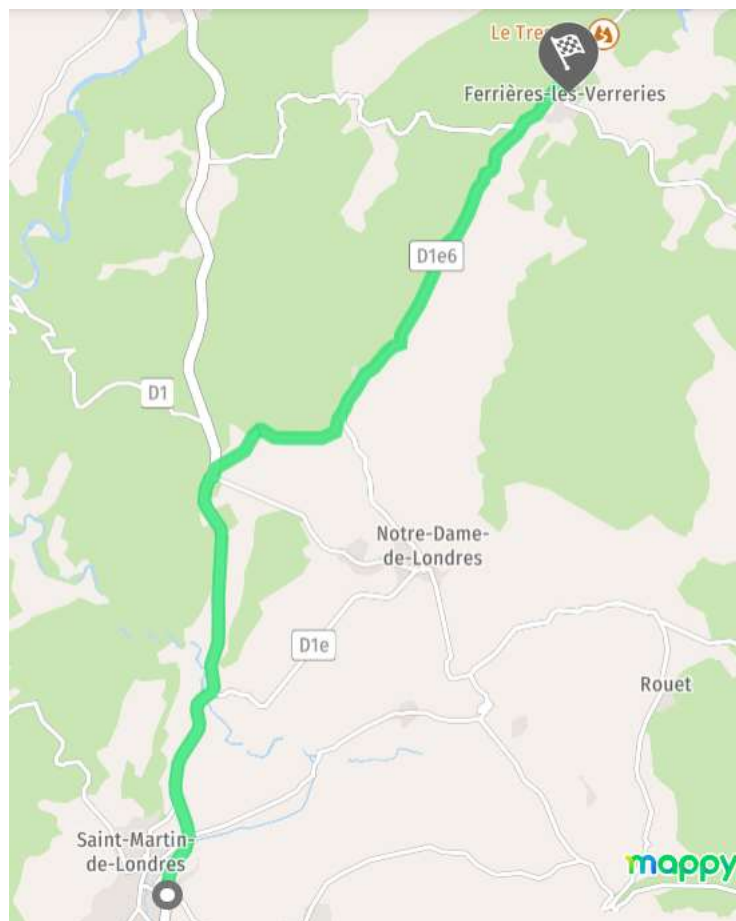 Le Tre
Ferrières-les-Verreries
D1e6
D1
Notre-Dame-
de-Londres
D1e
Rouet
Saint-Martin-
de-Londres
mappy